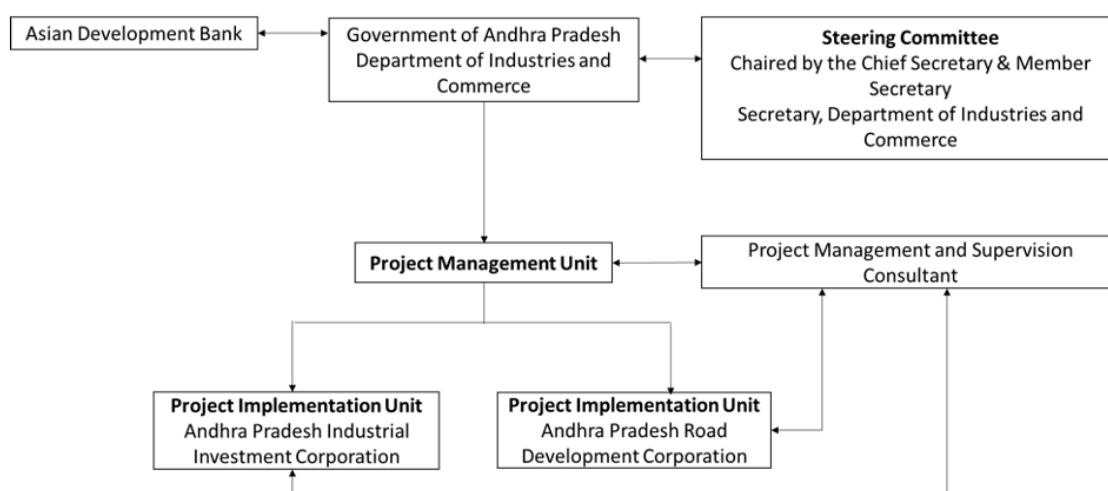 Asian Development Bank
Government of Andhra Pradesh
Department of Industries and
Commerce
Steering Committee
Chaired by the Chief Secretary & Member
Secretary
Secretary, Department of Industries and
Commerce
Project Management Unit
Project Management and Supervision
Consultant
Project Implementation Unit
Andhra Pradesh Industrial
Investment Corporation
Project Implementation Unit
Andhra Pradesh Road
Development Corporation